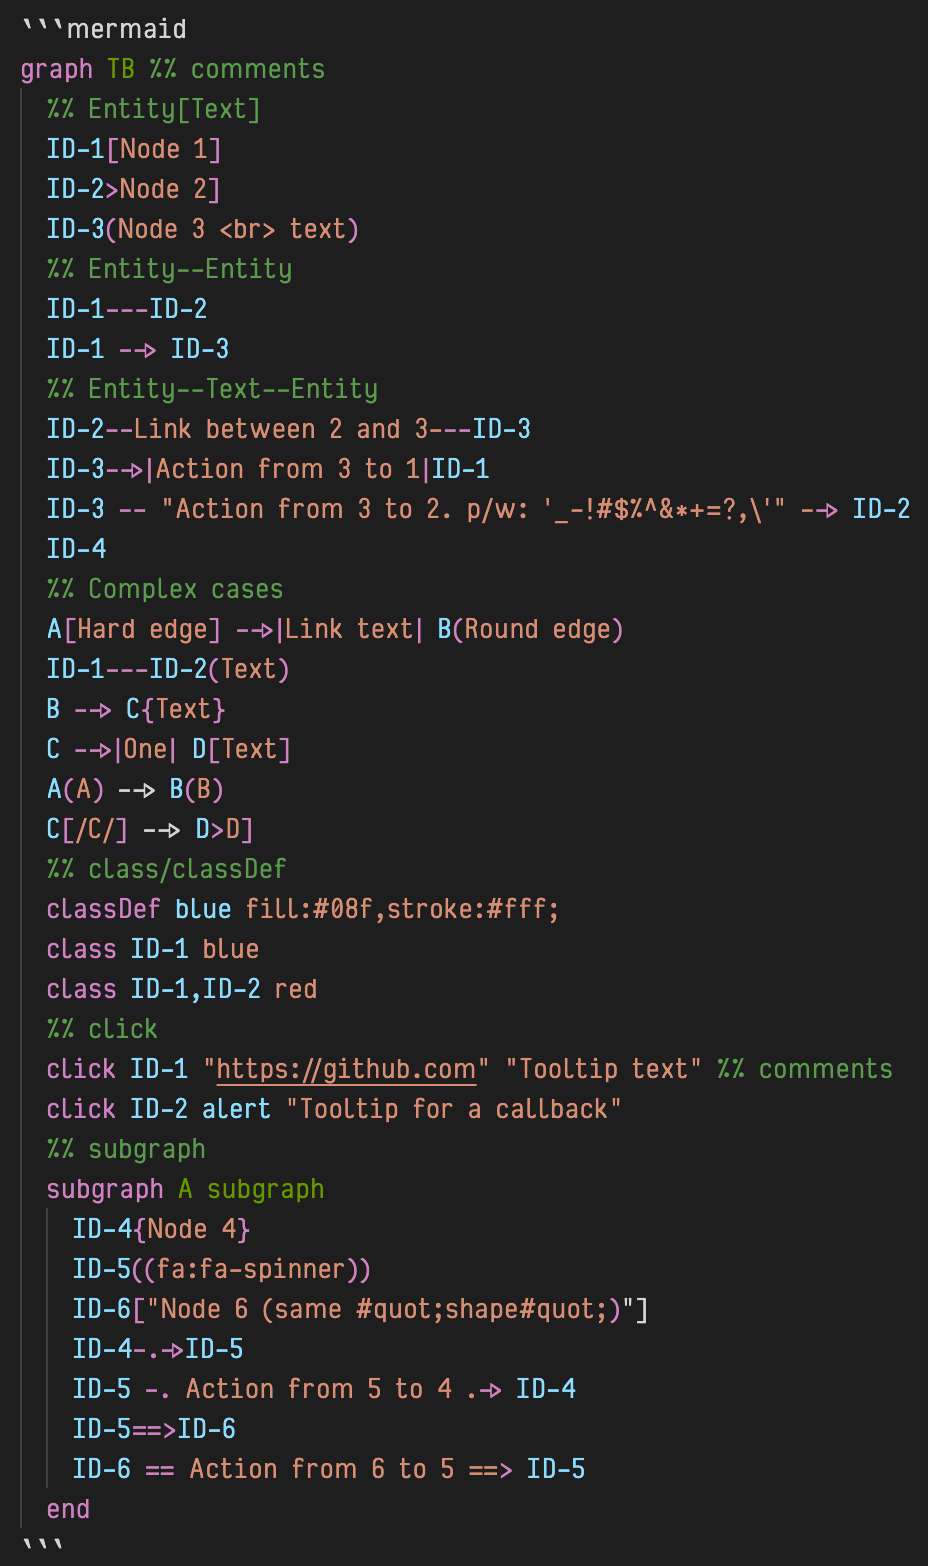 ```mermaid
graph TB %% comments
%% Entity[Text]
ID-1[Node 1]
ID-2>Node 2]
ID-3(Node 3 <br> text)
%% Entity--Entity
ID-1---ID-2
ID-1 --> ID-3
%% Entity--Text--Entity
ID-2--Link between 2 and 3---ID-3
ID-3-->|Action from 3 to 1|ID-1
ID-3 -- "Action from 3 to 2. p/w: '_-!#$%^&*+=?,\'" --> ID-2
ID-4
%% Complex cases
A[Hard edge] -->|Link text| B(Round edge)
ID-1---ID-2(Text)
B --> C{Text}
C -->|One| D[Text]
A(A) --> B(B)
C[/C/] --> D>D]
%% class/classDef
classDef blue fill:#08f,stroke:#fff;
class ID-1 blue
class ID-1,ID-2 red
%% click
click ID-1 "https://github.com" "Tooltip text" %% comments
click ID-2 alert "Tooltip for a callback"
%% subgraph
subgraph A subgraph
ID-4{Node 4}
ID-5((fa:fa-spinner))
ID-6["Node 6 (same #quot;shape#quot;)"]
ID-4-.->ID-5
ID-5 -. Action from 5 to 4 .-> ID-4
ID-5==>ID-6
ID-6 == Action from 6 to 5 ==> ID-5
end
```